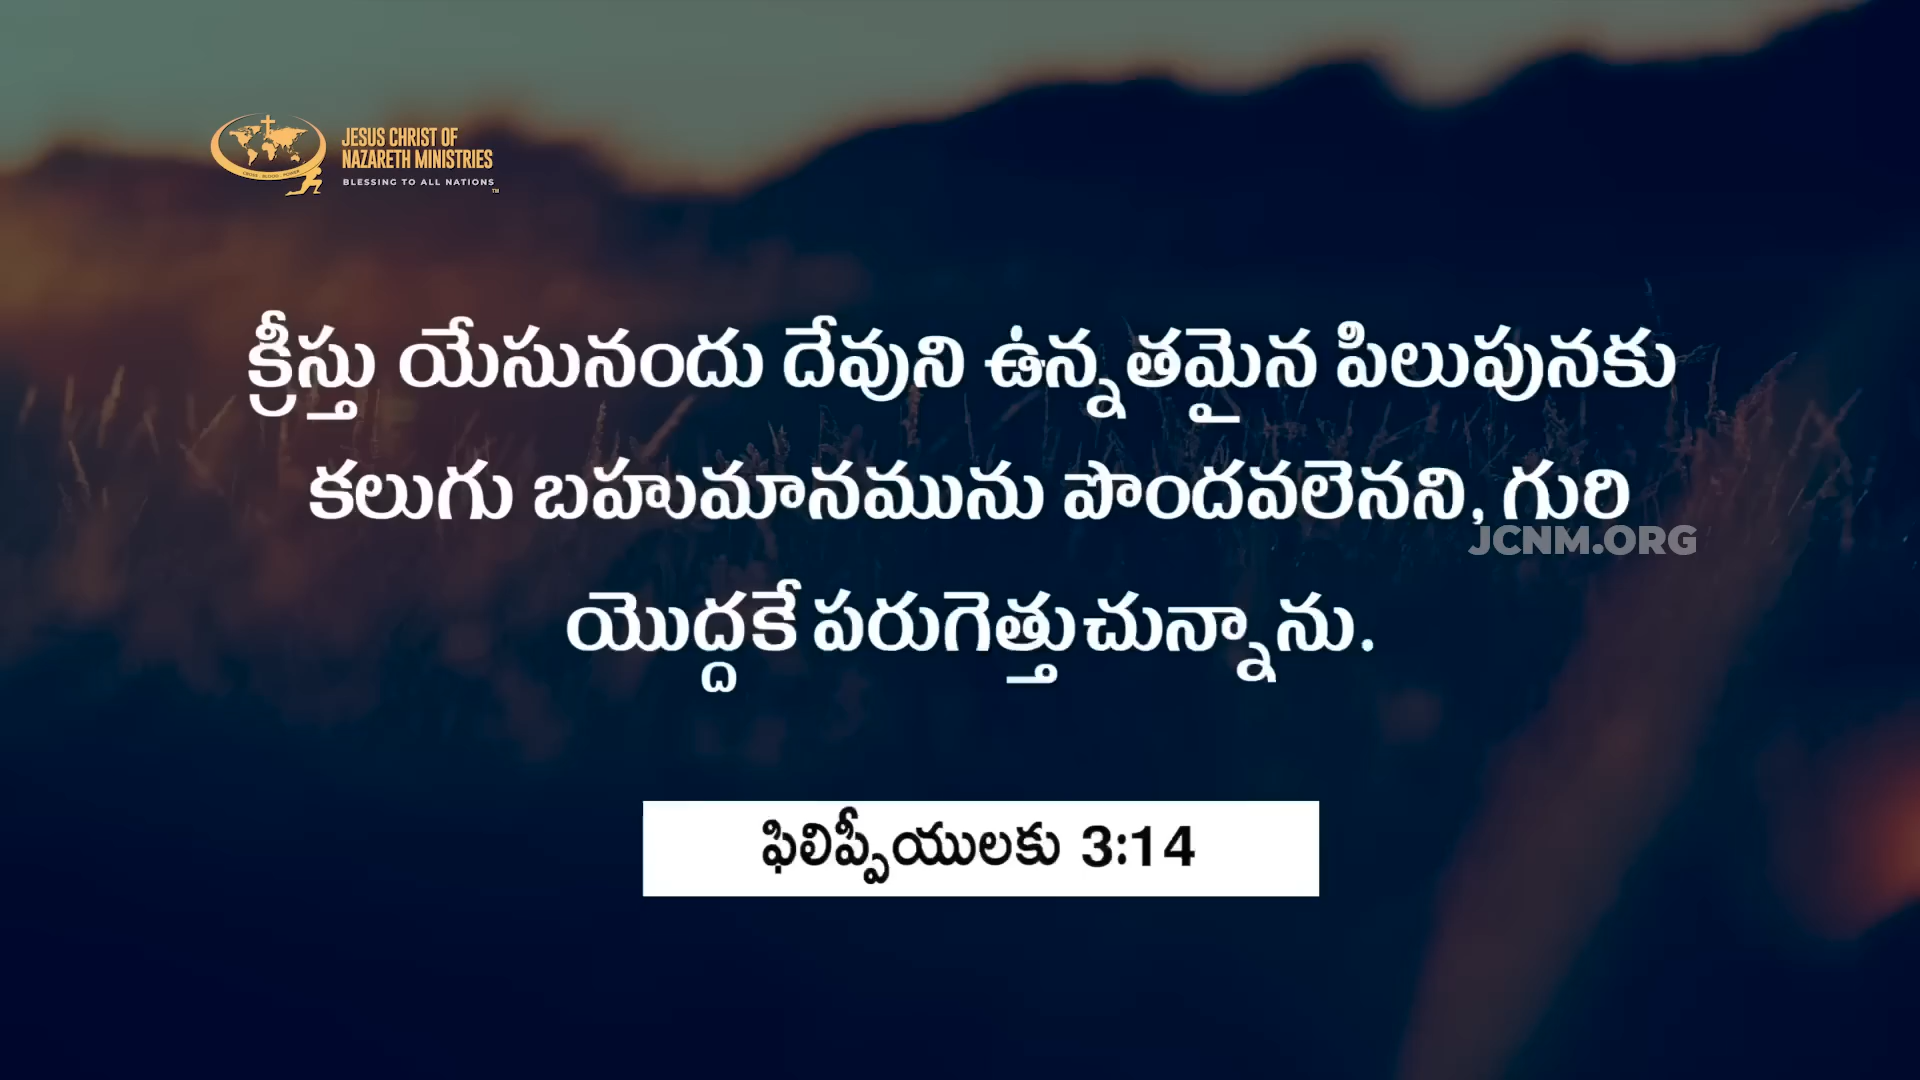 JESUS CHRIST OF
NAZARETH MINISTRIES
BLESSING TO ALL NATIONS
TM
క్రీస్తు యేసునందు దేవుని ఉన్నతమైన పిలుపునకు
కలుగు బహుమానమును పొందవలెనని, గురి
JCNM.ORG
యొద్దకే పరుగెత్తుచున్నాను.
ఫిలిప్పీయులకు 3:14